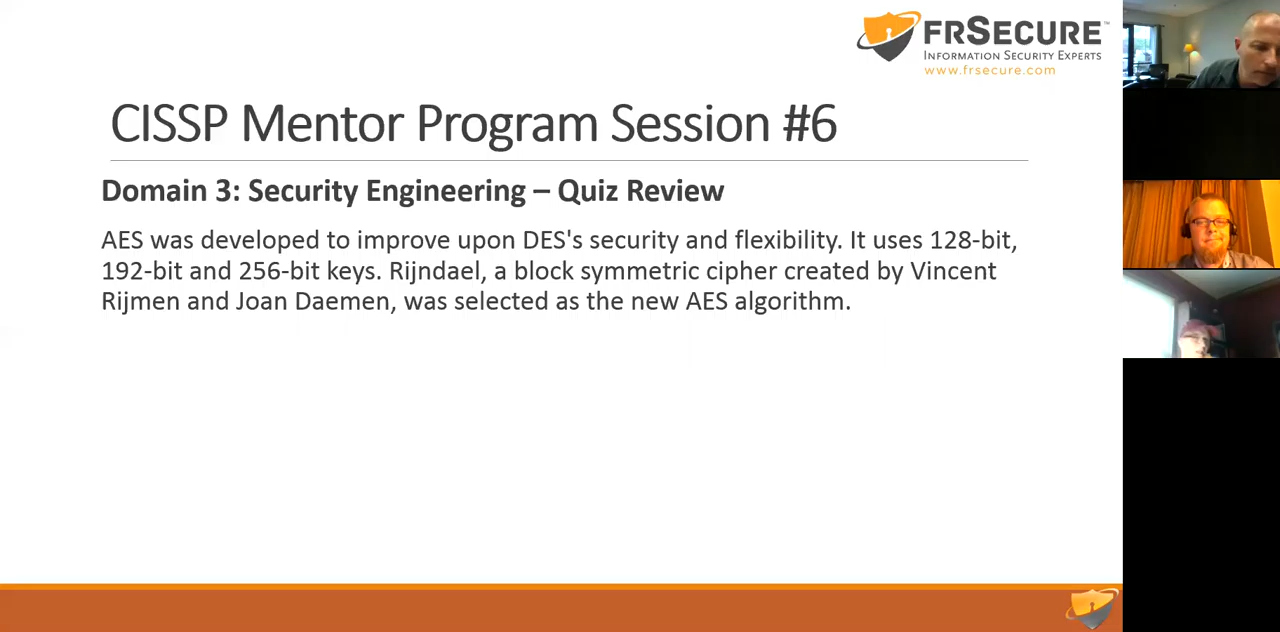 FRSECURE™
INFORMATION SECURITY EXPERTS
www.frsecure.com
CISSP Mentor Program Session #6
Domain 3: Security Engineering – Quiz Review
AES was developed to improve upon DES's security and flexibility. It uses 128-bit,
192-bit and 256-bit keys. Rijndael, a block symmetric cipher created by Vincent
Rijmen and Joan Daemen, was selected as the new AES algorithm.